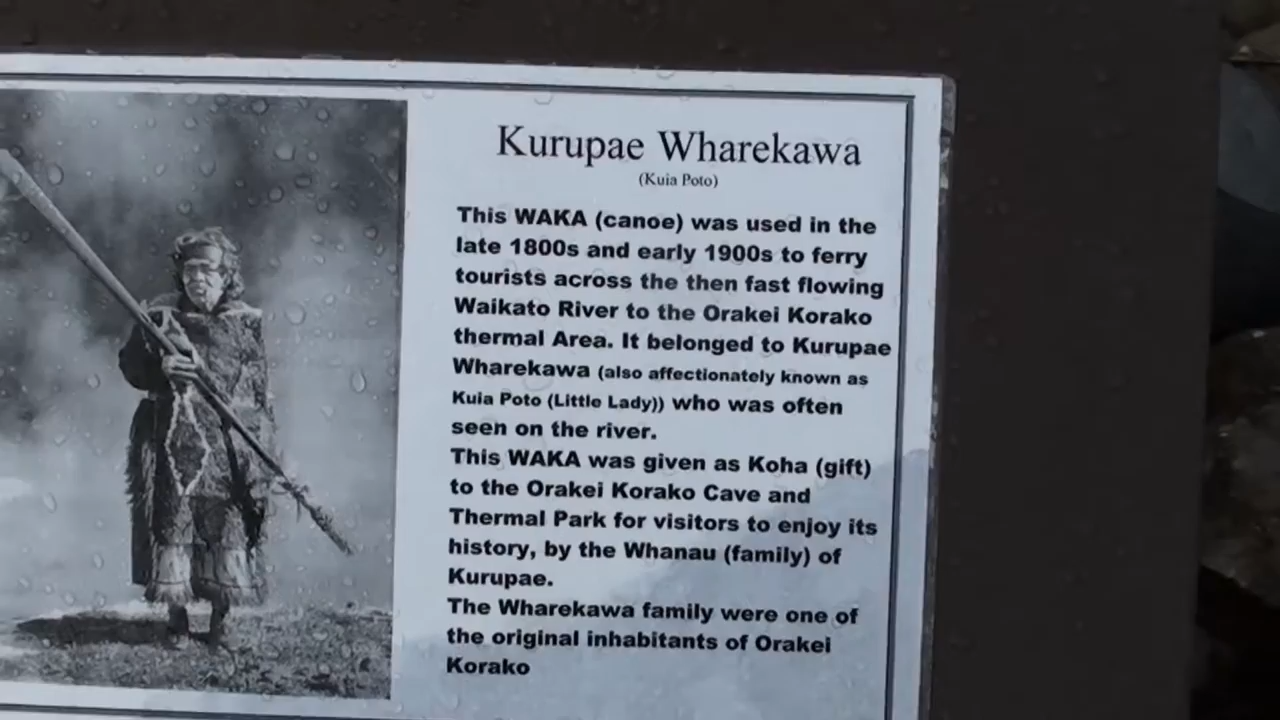 Kurupae Wharekawa
(Kuia Poto)
This WAKA (canoe) was used in the
late 1800s and early 1900s to ferry
tourists across the then fast flowing
Waikato River to the Orakei Korako
thermal Area. It belonged to Kurupae
Wharekawa (also affectionately known as
Kuia Poto (Little Lady)) who was often
seen on the river.
This WAKA was given as Koha (gift)
to the Orakei Korako Cave and
Thermal Park for visitors to enjoy its
history, by the Whanau (family) of
Kurupae.
The Wharekawa family were one of
the original inhabitants of Orakei
Korako